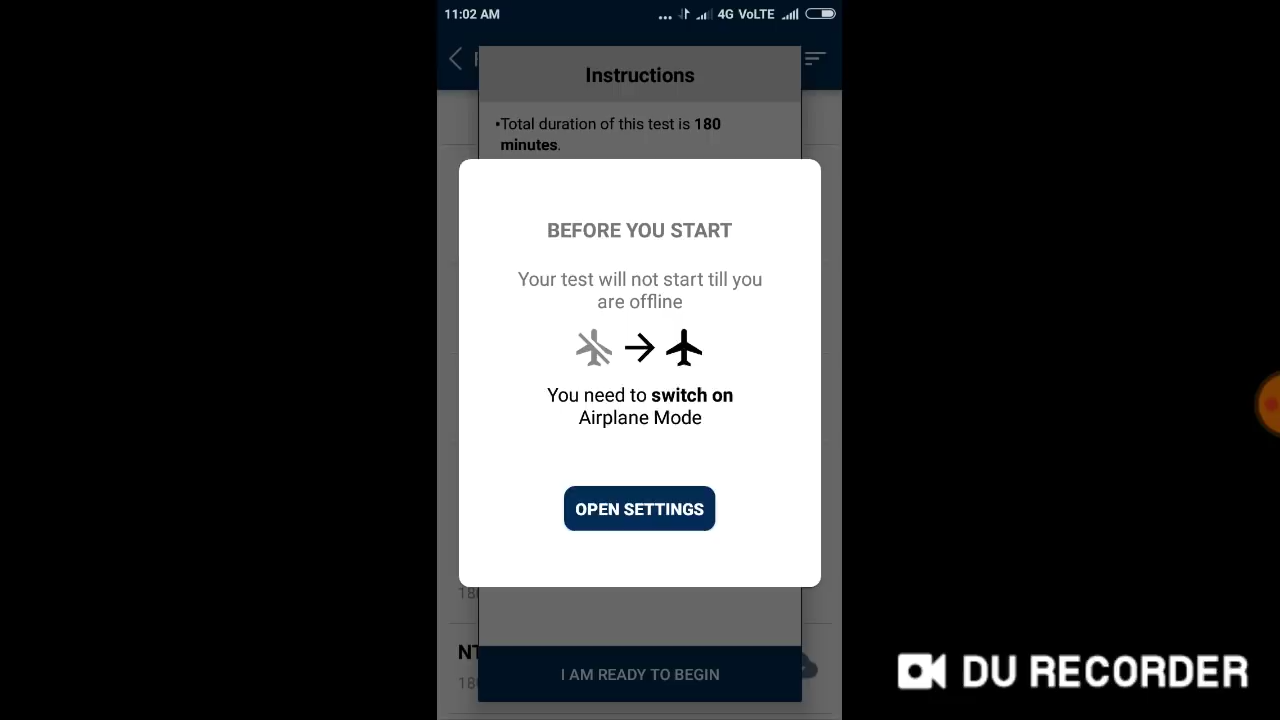 11:02 AM
4G VoLTE
Instructions
•Total duration of this test is 180
minutes.
BEFORE YOU START
Your test will not start till you
are offline
You need to switch on
Airplane Mode
OPEN SETTINGS
I AM READY TO BEGIN
DU RECORDER